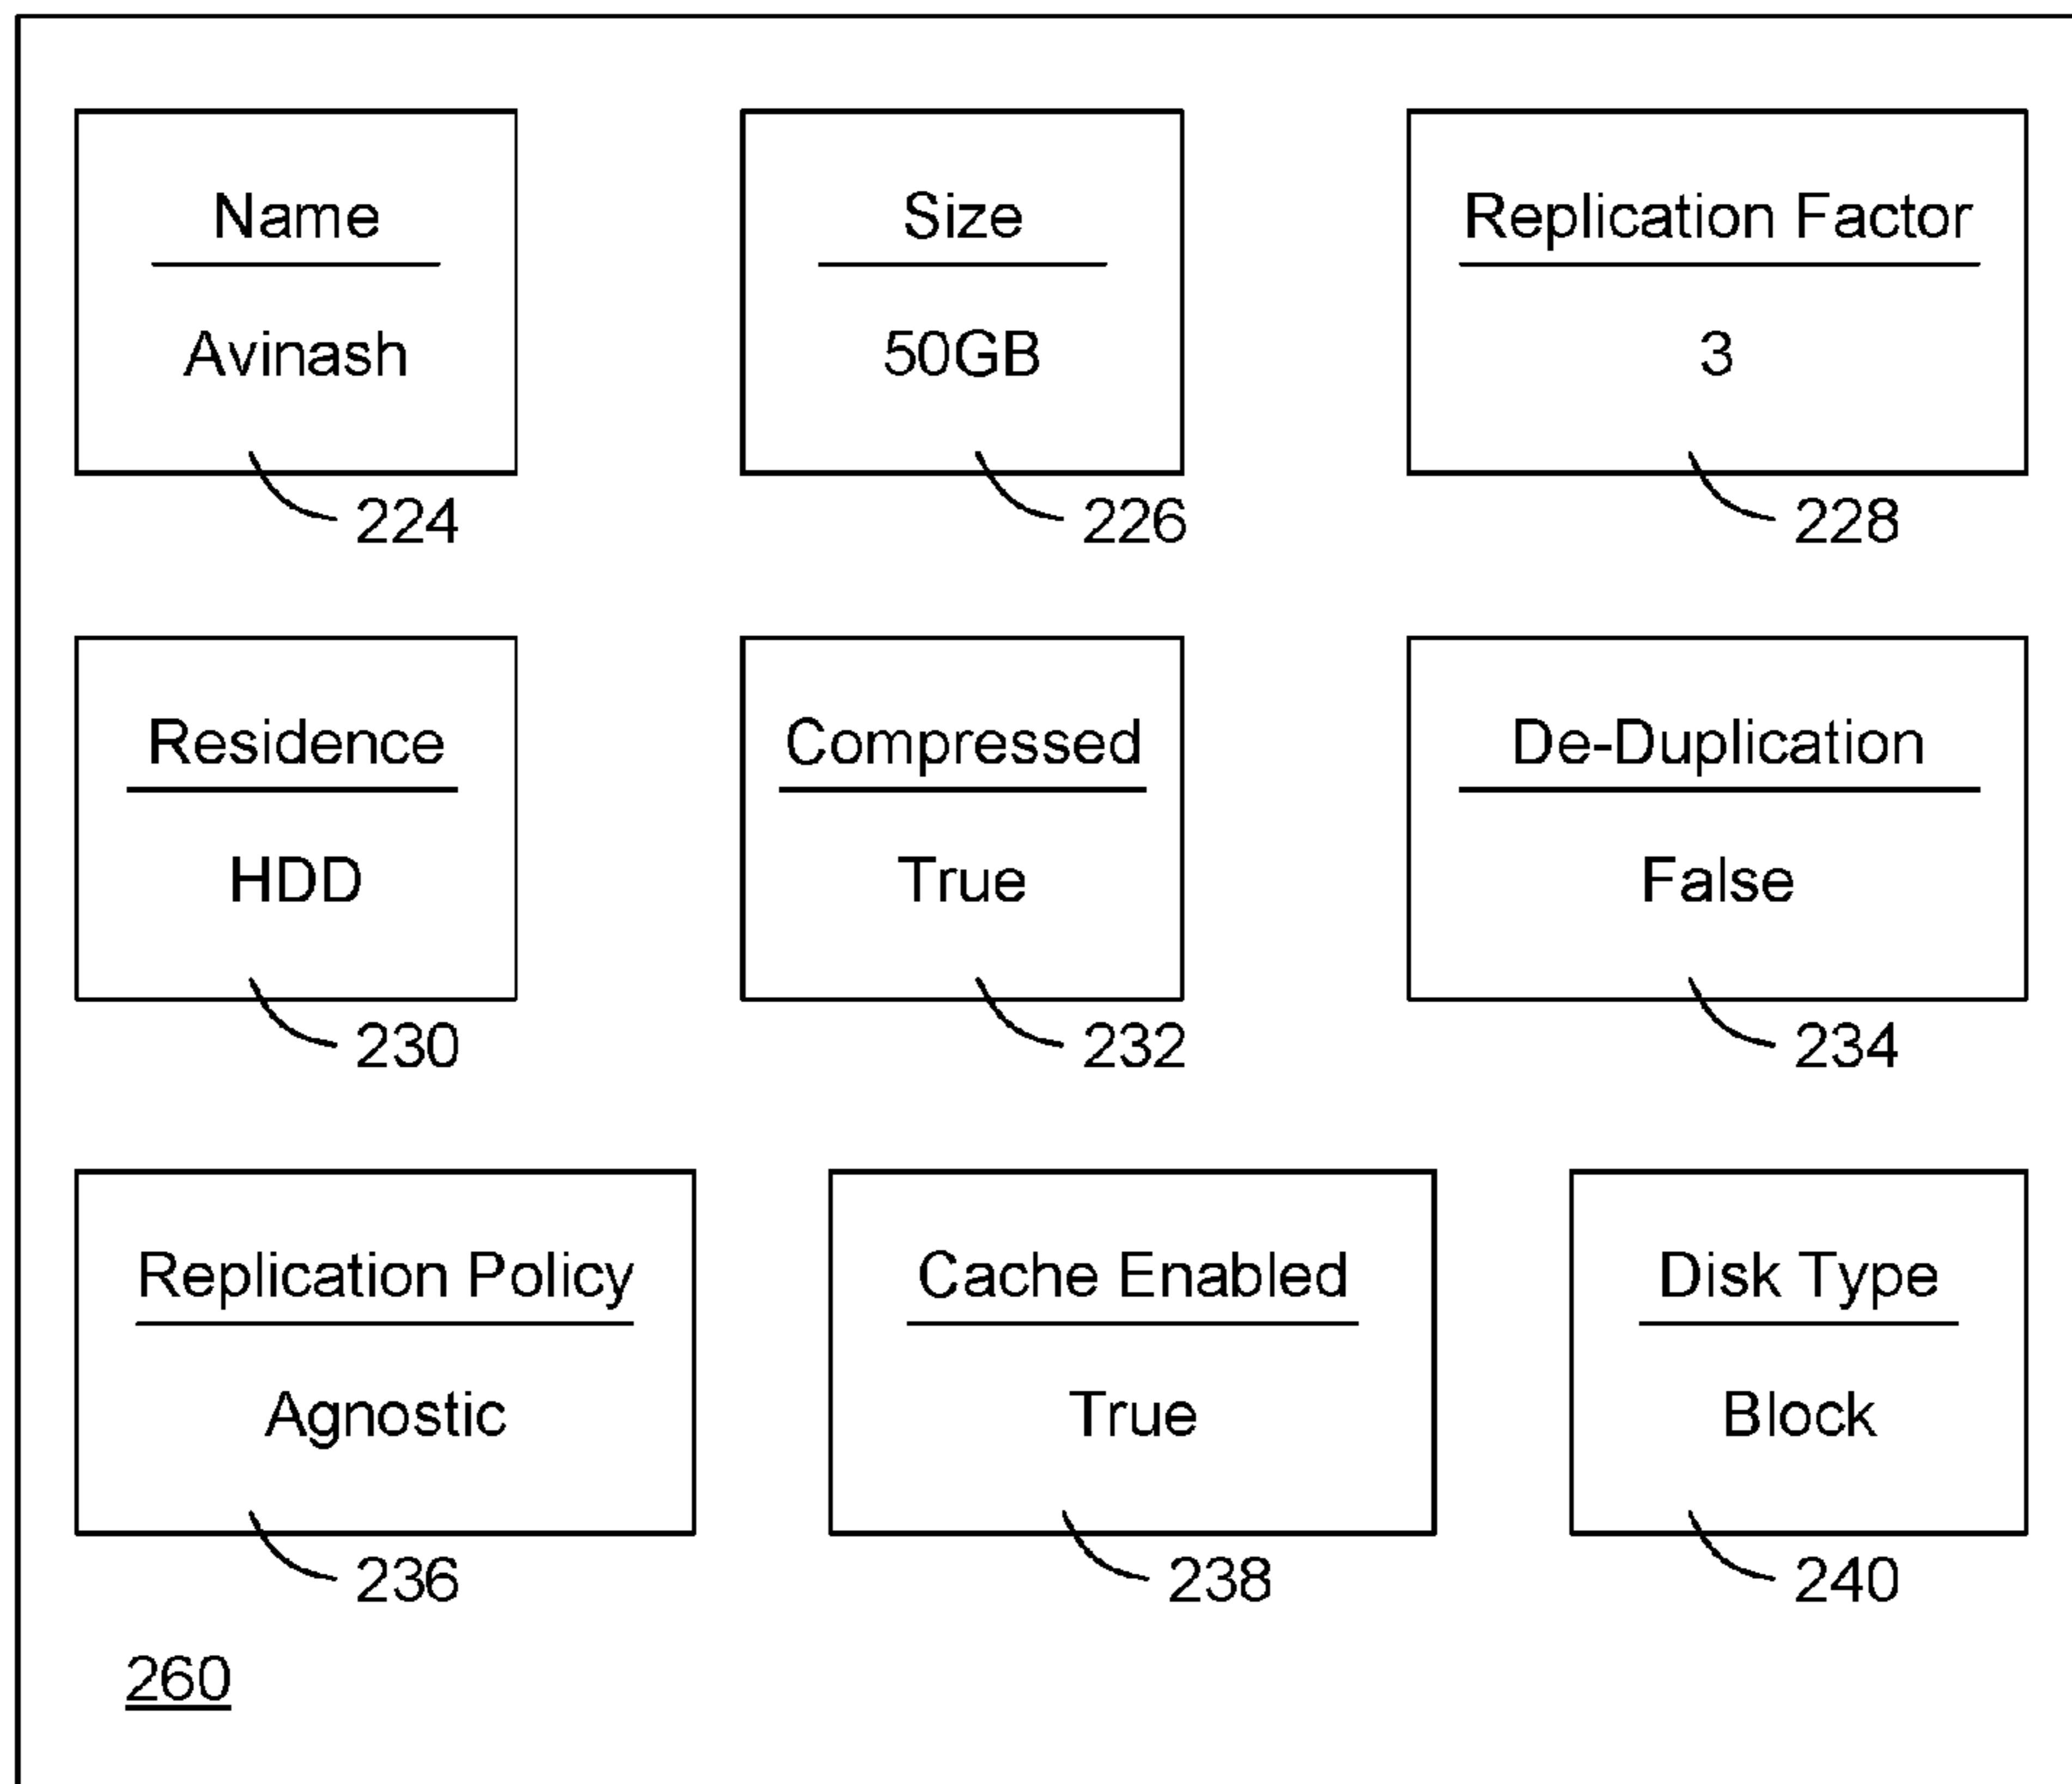 Name
Avinash
224
Size
50GB
226
Replication Factor
3
228
Residence
HDD
230
Compressed
True
232
De-Duplication
False
234
Replication Policy
Agnostic
236
Cache Enabled
True
238
Disk Type
Block
240
260